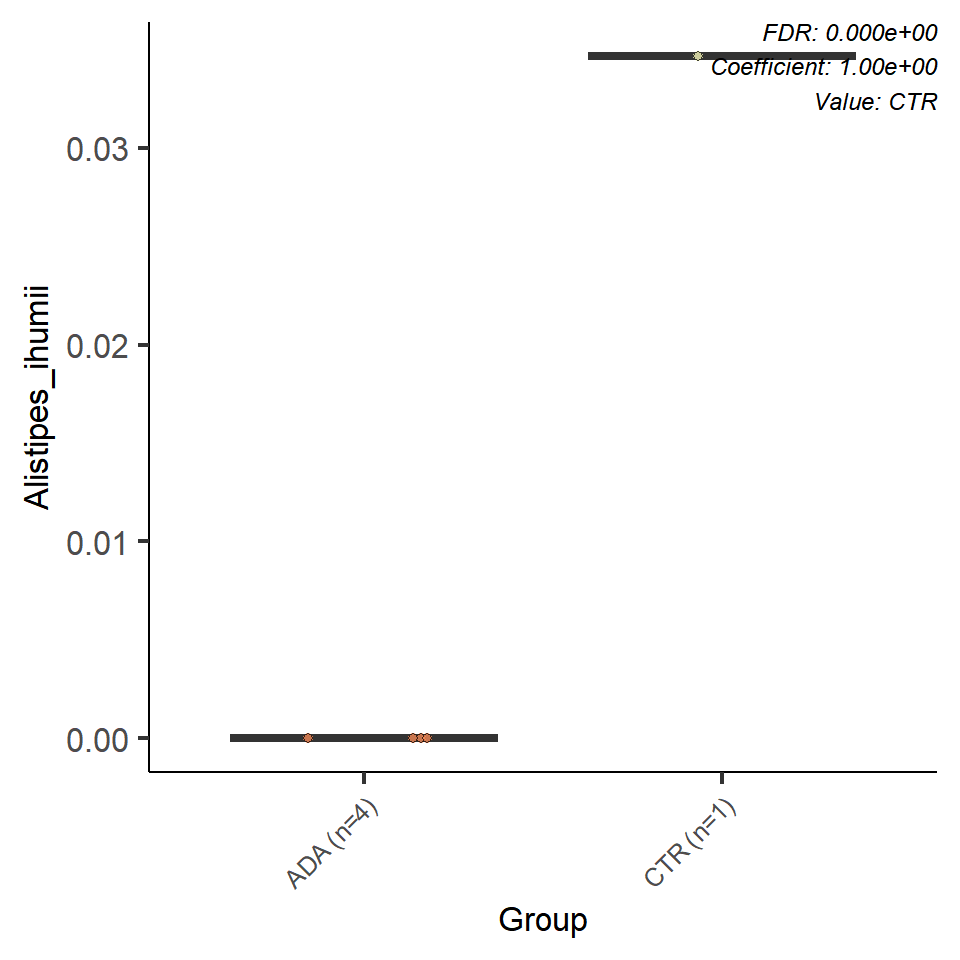 FDR: 0.000e+00
Coefficient: 1.00e+00
Value: CTR
0.03
0.02
0.01
0.00
Alistipes_ihumii
ADA (n=4)
CTR (n=1)
Group